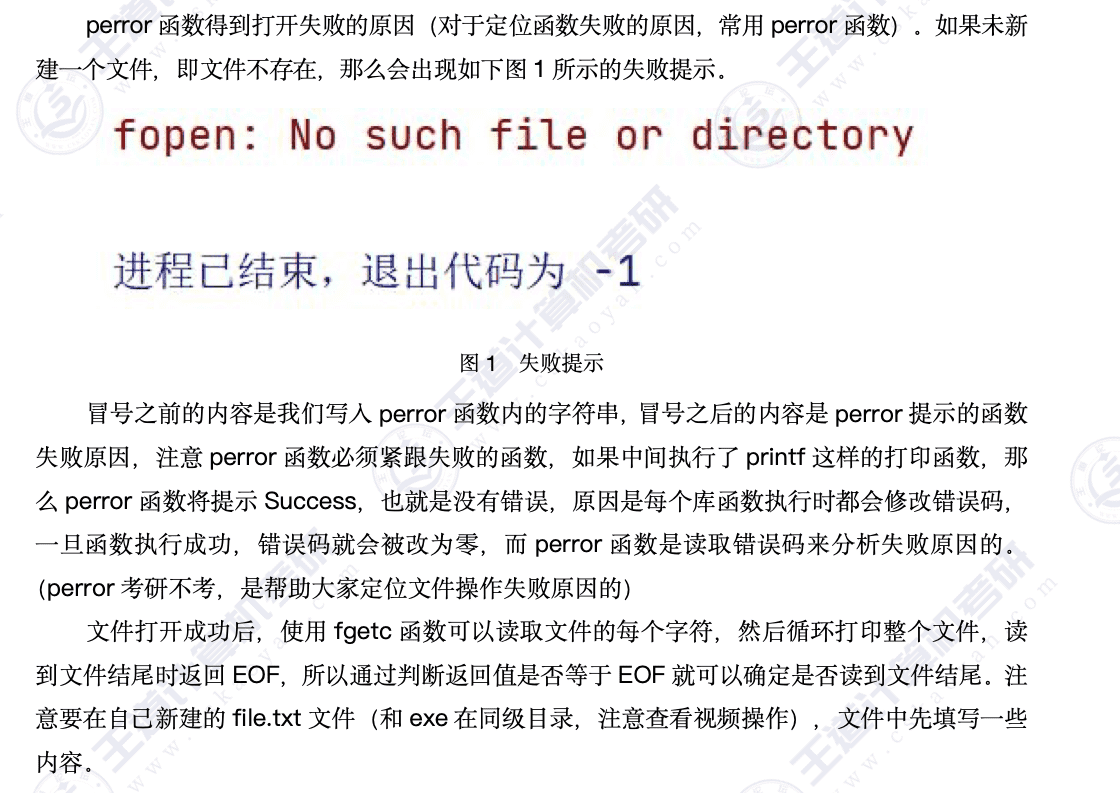 perror 函数得到打开失败的原因（对于定位函数失败的原因，常用 perror 函数）。如果未新
建一个文件，即文件不存在，那么会出现如下图 1 所示的失败提示。
fopen: No such file or directory
进程已结束，退出代码为 -1
图 1 失败提示
冒号之前的内容是我们写入 perror 函数内的字符串，冒号之后的内容是 perror 提示的函数
失败原因，注意 perror 函数必须紧跟失败的函数，如果中间执行了 printf 这样的打印函数，那
么 perror 函数将提示 Success，也就是没有错误，原因是每个库函数执行时都会修改错误码，
一旦函数执行成功，错误码就会被改为零，而 perror 函数是读取错误码来分析失败原因的。
（perror 考研不考，是帮助大家定位文件操作失败原因的）
文件打开成功后，使用 fgetc 函数可以读取文件的每个字符，然后循环打印整个文件，读
到文件结尾时返回 EOF，所以通过判断返回值是否等于 EOF 就可以确定是否读到文件结尾。注
意要在自己新建的 file.txt 文件（和 exe 在同级目录，注意查看视频操作），文件中先填写一些
内容。
王道计算机考研